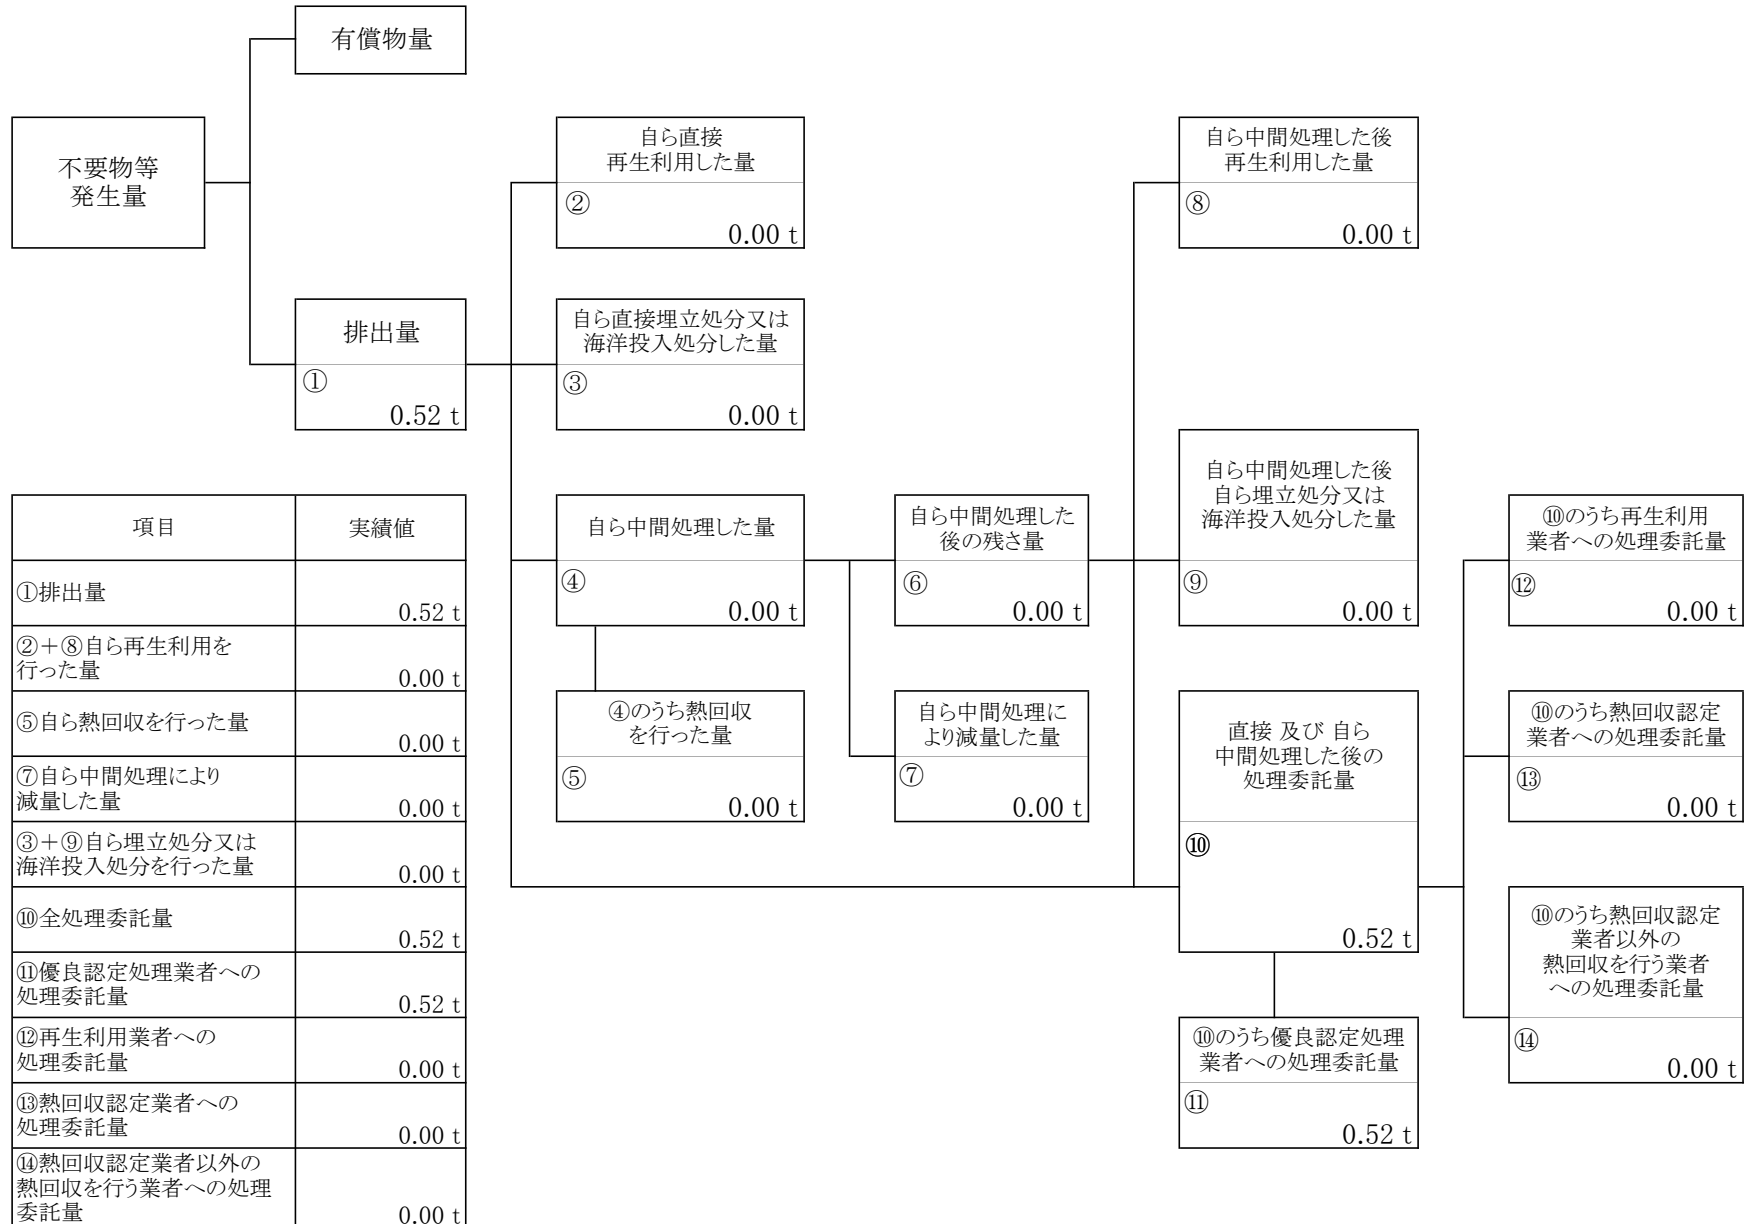 有償物量
不要物等
発生量
自ら直接
再生利用した量
②
0.00 t
自ら中間処理した後
再生利用した量
⑧
0.00 t
排出量
①
0.52 t
自ら直接埋立処分又は
海洋投入処分した量
③
0.00 t
自ら中間処理した量
④
0.00 t
自ら中間処理した
後の残さ量
⑥
0.00 t
自ら中間処理した後
自ら埋立処分又は
海洋投入処分した量
⑨
0.00 t
⑩のうち再生利用
業者への処理委託量
⑫
0.00 t
④のうち熱回収
を行った量
⑤
0.00 t
自ら中間処理に
より減量した量
⑦
0.00 t
直接 及び 自ら
中間処理した後の
処理委託量
⑩
0.52 t
⑩のうち熱回収認定
業者への処理委託量
⑬
0.00 t
⑩のうち熱回収認定
業者以外の
熱回収を行う業者
への処理委託量
⑭
0.00 t
⑩のうち優良認定処理
業者への処理委託量
⑪
0.52 t
項目 実績値
①排出量
0.52 t
②＋⑧自ら再生利用を
行った量
0.00 t
⑤自ら熱回収を行った量
0.00 t
⑦自ら中間処理により
減量した量
0.00 t
③＋⑨自ら埋立処分又は
海洋投入処分を行った量
0.00 t
⑩全処理委託量
0.52 t
⑪優良認定処理業者への
処理委託量
0.52 t
⑫再生利用業者への
処理委託量
0.00 t
⑬熱回収認定業者への
処理委託量
0.00 t
⑭熱回収認定業者以外の
熱回収を行う業者への処理
委託量
0.00 t